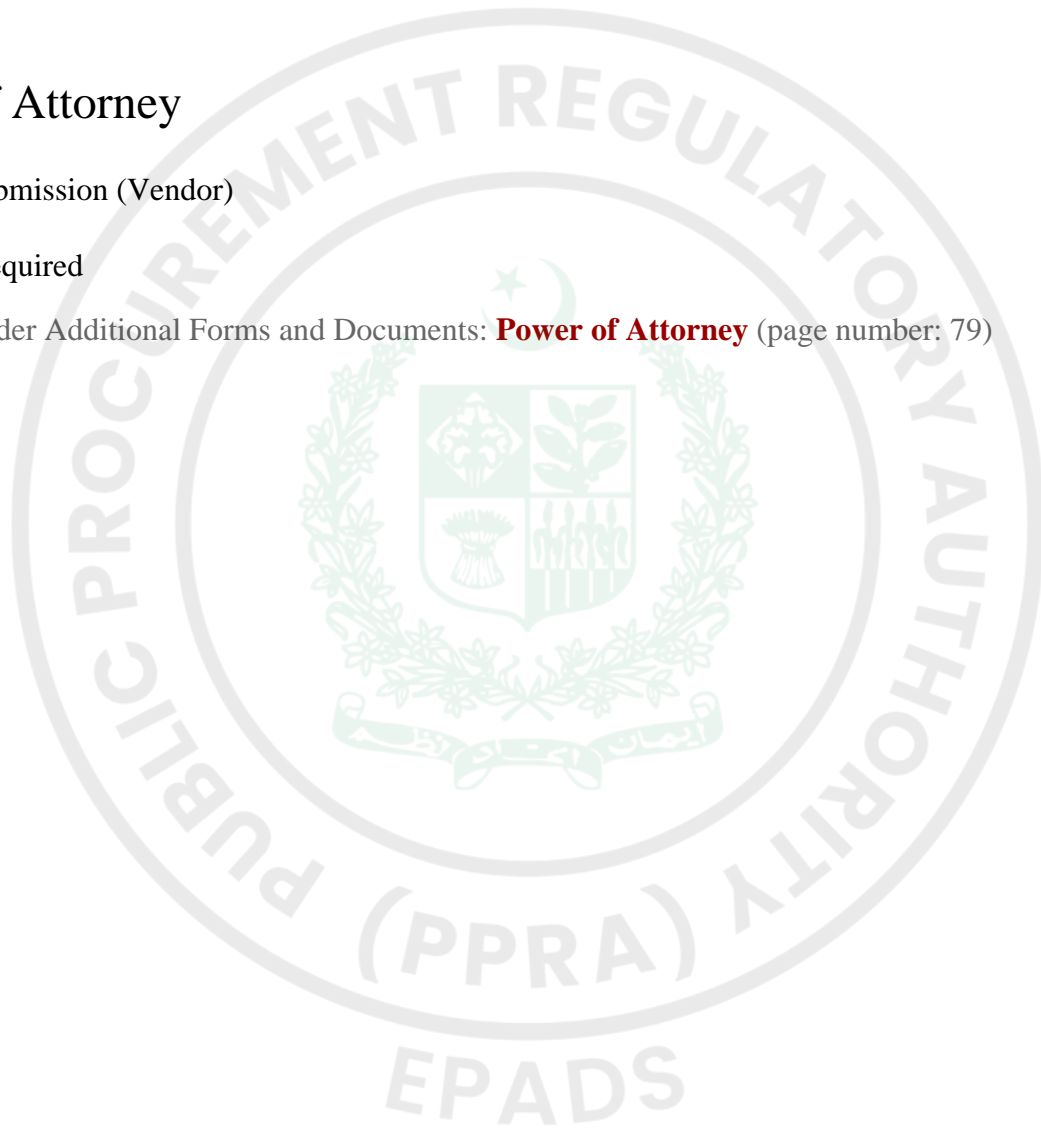 f Attorney
omission (Vendor)
equired
der Additional Forms and Documents: Power of Attorney (page number: 79)
PUBLIC PROCUREMENT REGULATORY AUTHORITY
(PPRA)
EPADS